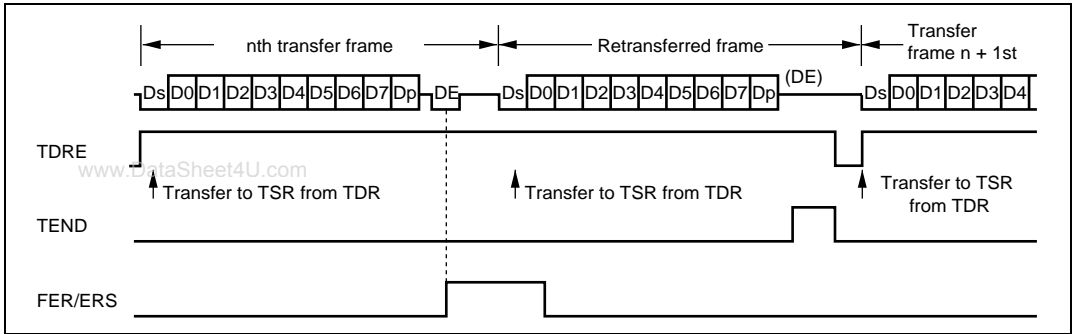 nth transfer frame
Retransferred frame
Transfer
frame n + 1st
Ds D0 D1 D2 D3 D4 D5 D6 D7 Dp DE
Ds D0 D1 D2 D3 D4 D5 D6 D7 Dp (DE)
Ds D0 D1 D2 D3 D4
TDRE
www.DataSheet4U.com
Transfer to TSR from TDR
Transfer to TSR from TDR
Transfer to TSR
from TDR
TEND
FER/ERS